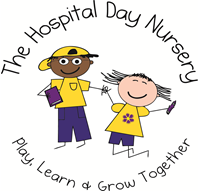 The Hospital Day Nursery
Play, Learn & Grow Together